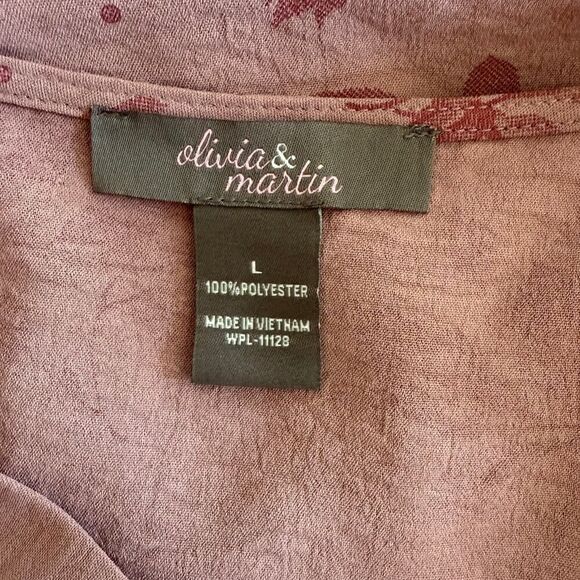 olivia &
martin
L
100% POLYESTER
MADE IN VIETNAM
WPL-11128